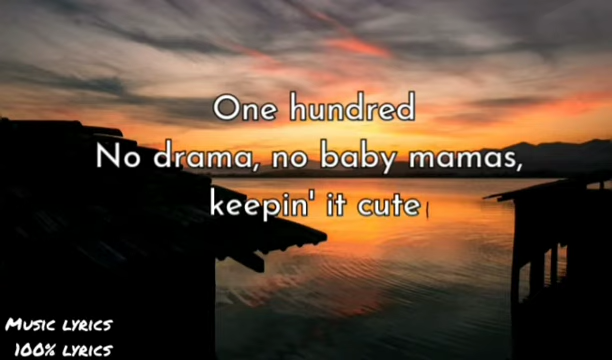 One hundred
No drama, no baby mamas,
keepin' it cute
Music lyrics
100% lyrics